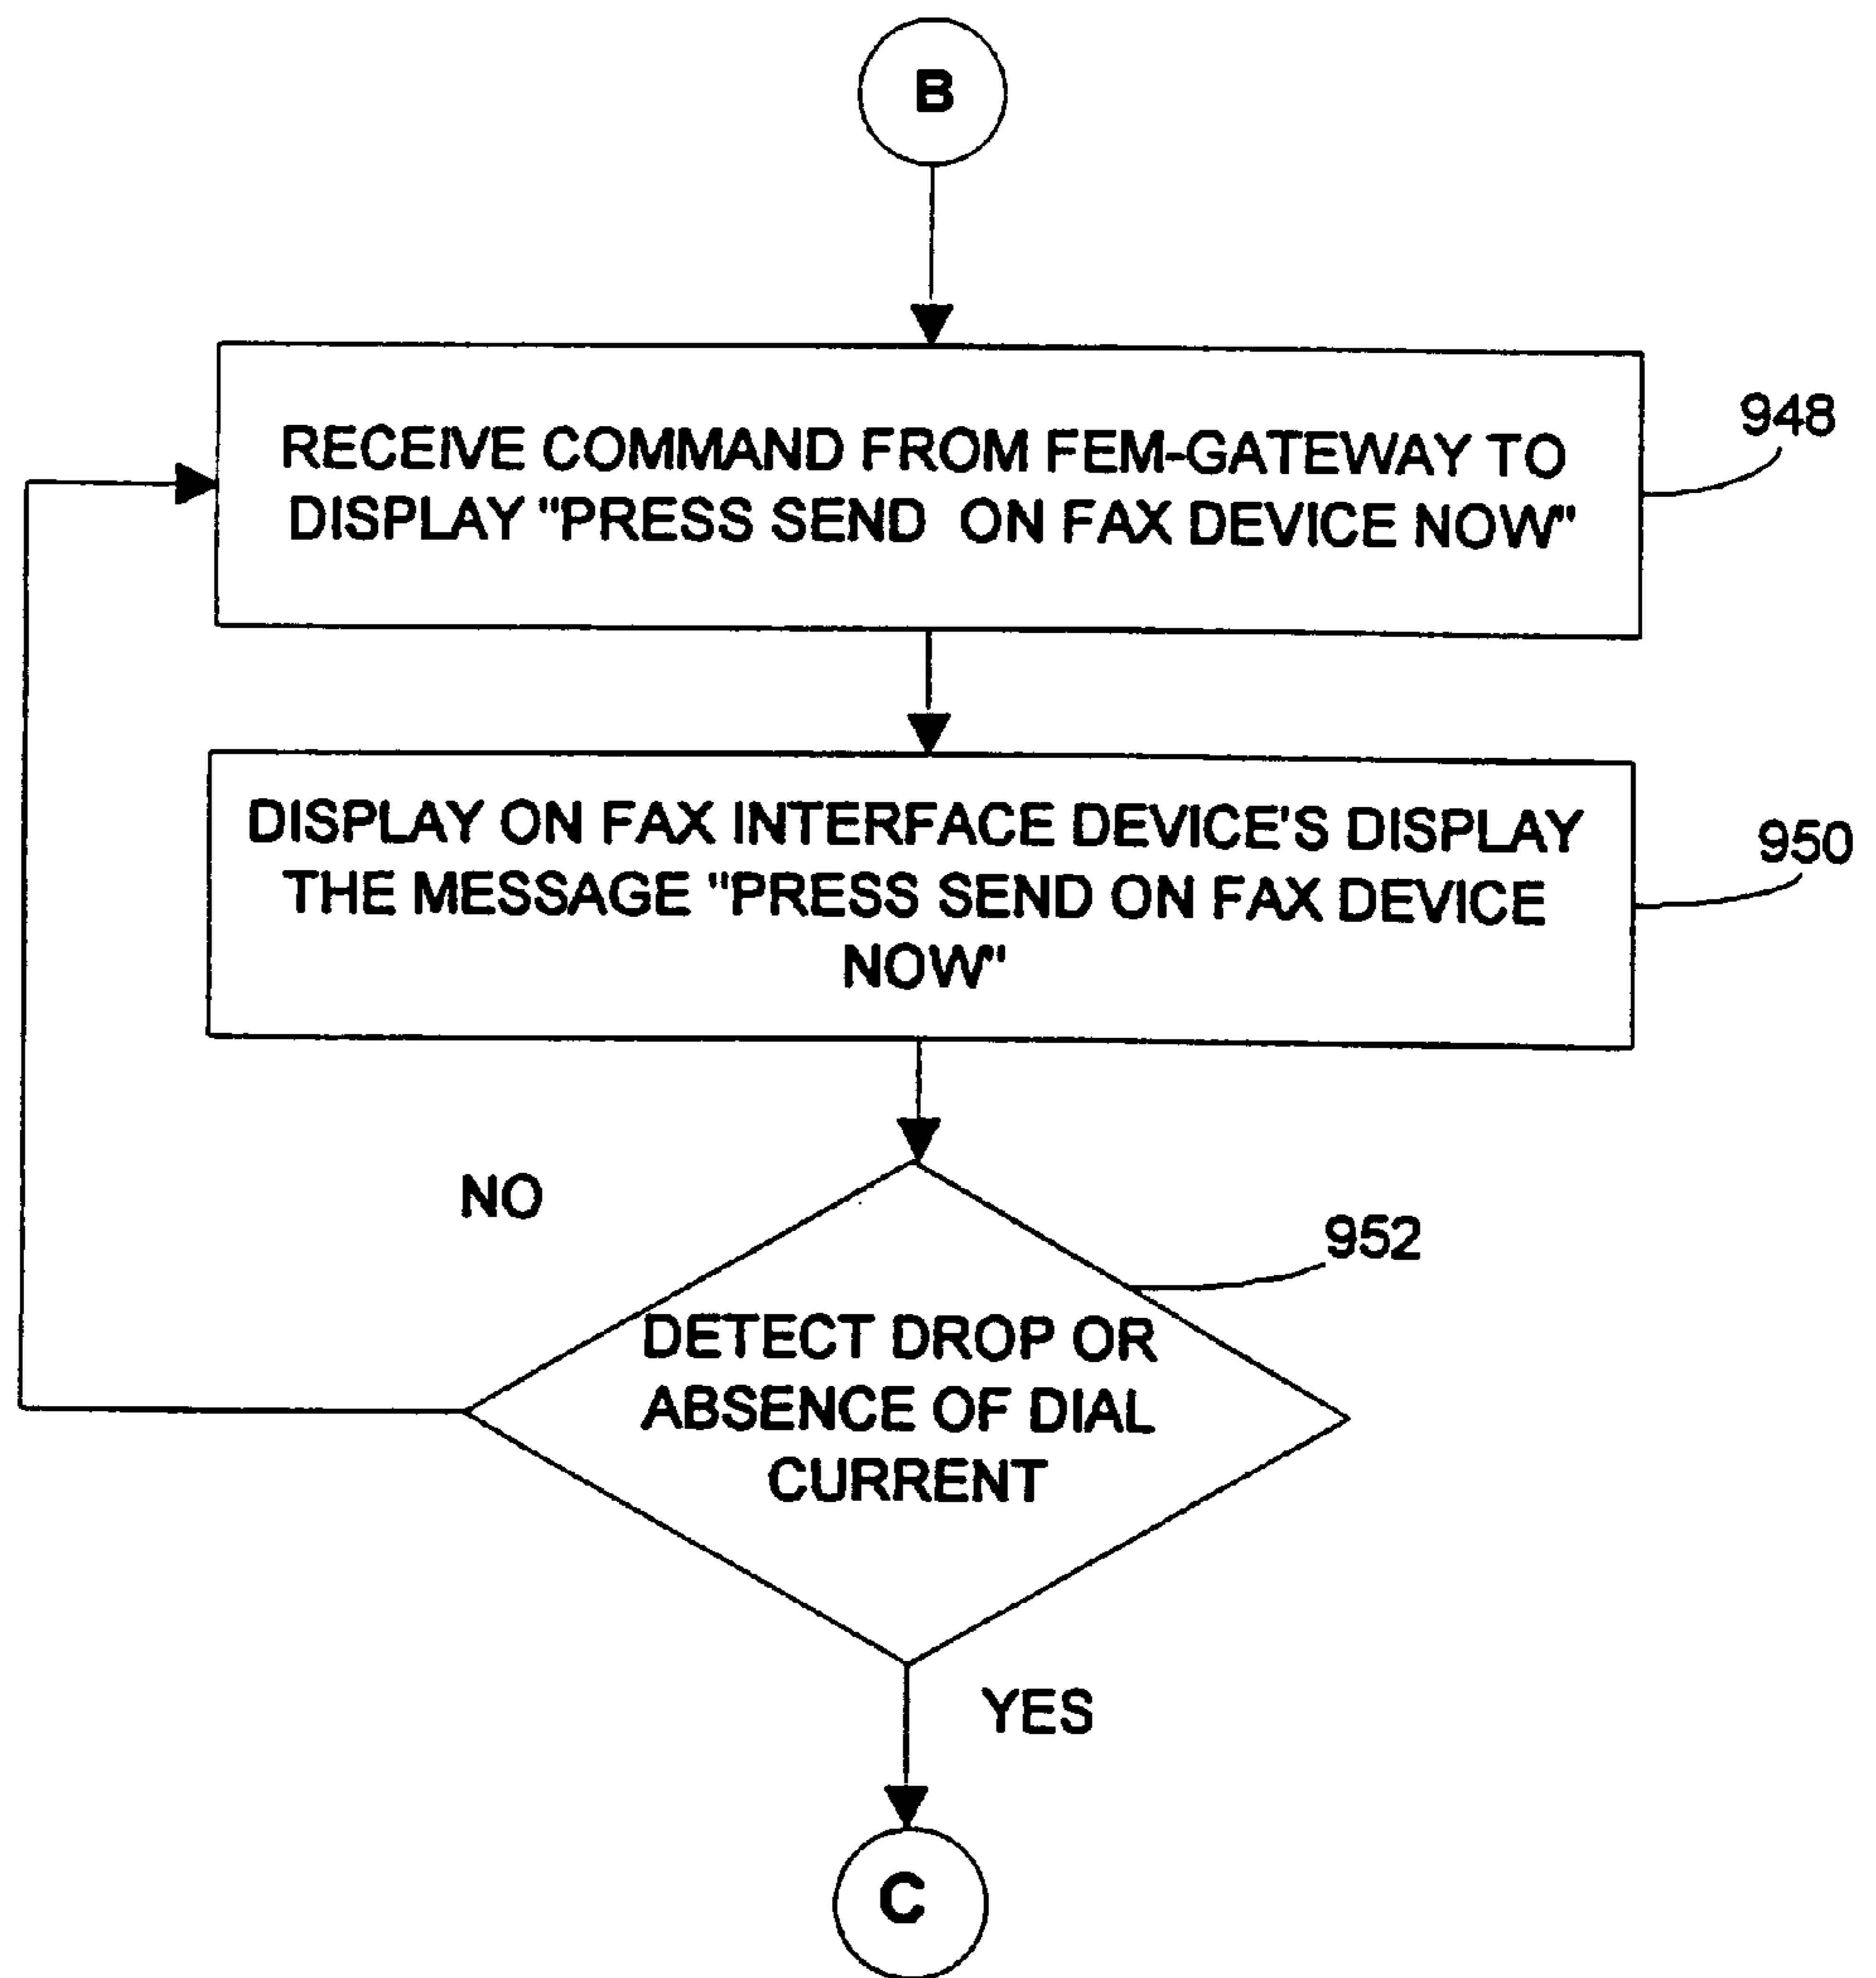 B
RECEIVE COMMAND FROM FEM-GATEWAY TO
DISPLAY "PRESS SEND ON FAX DEVICE NOW"
948
DISPLAY ON FAX INTERFACE DEVICE'S DISPLAY
THE MESSAGE "PRESS SEND ON FAX DEVICE
NOW"
950
NO
952
DETECT DROP OR
ABSENCE OF DIAL
CURRENT
YES
C